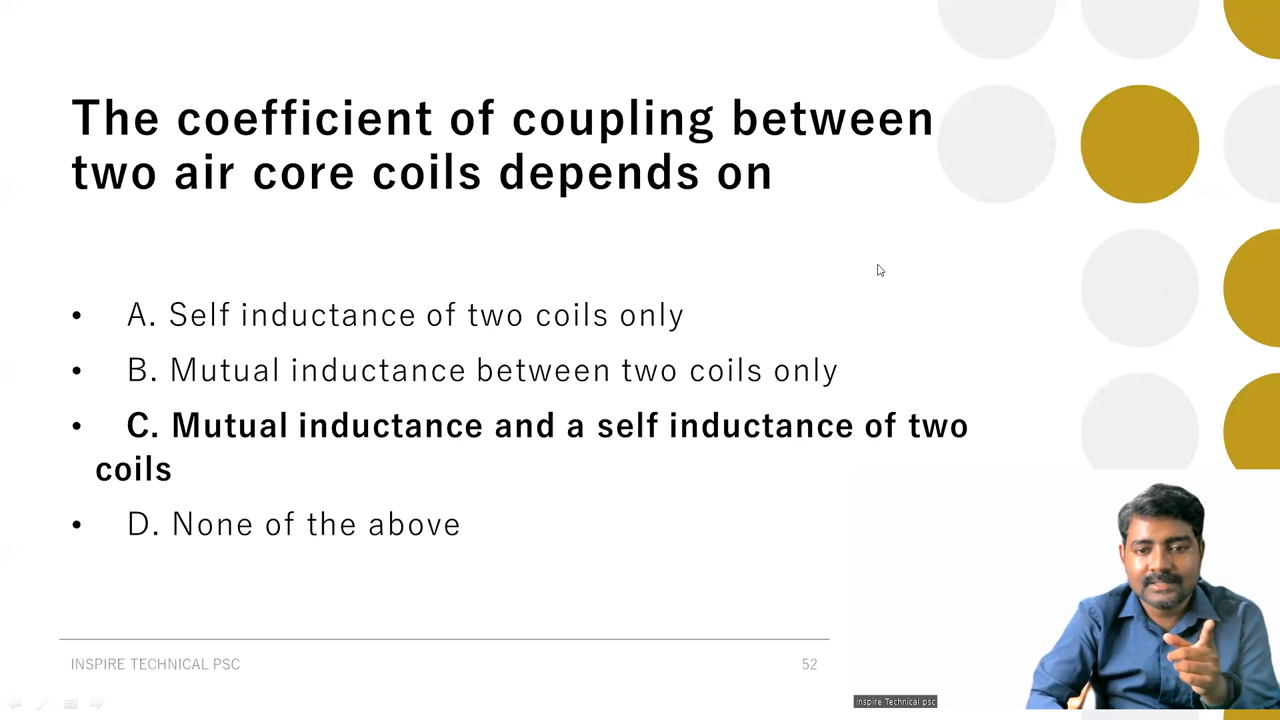 The coefficient of coupling between
two air core coils depends on
• A. Self inductance of two coils only
• B. Mutual inductance between two coils only
• C. Mutual inductance and a self inductance of two
coils
• D. None of the above
INSPIRE TECHNICAL PSC
52
Inspire Technical psc